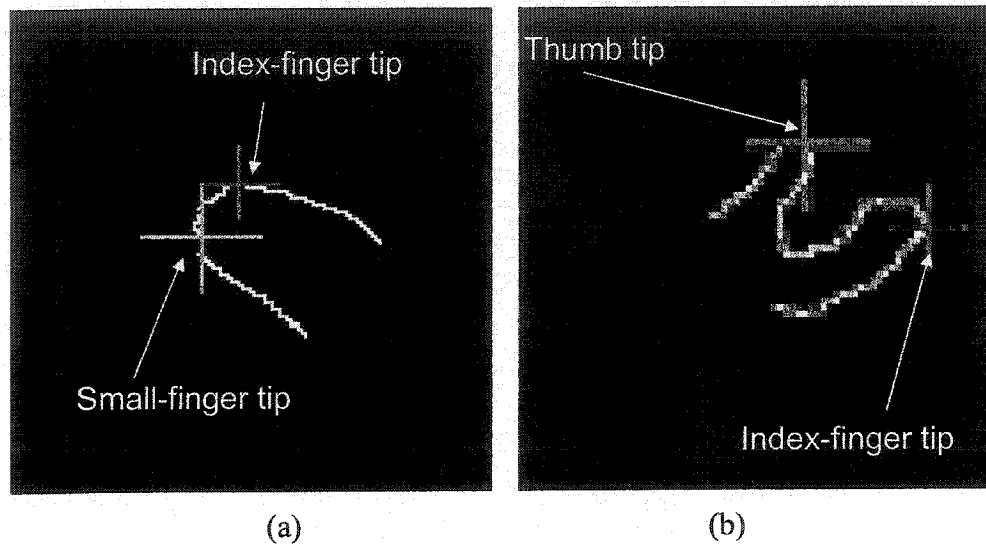 Index-finger tip
Small-finger tip
(a)
Thumb tip
Index-finger tip
(b)